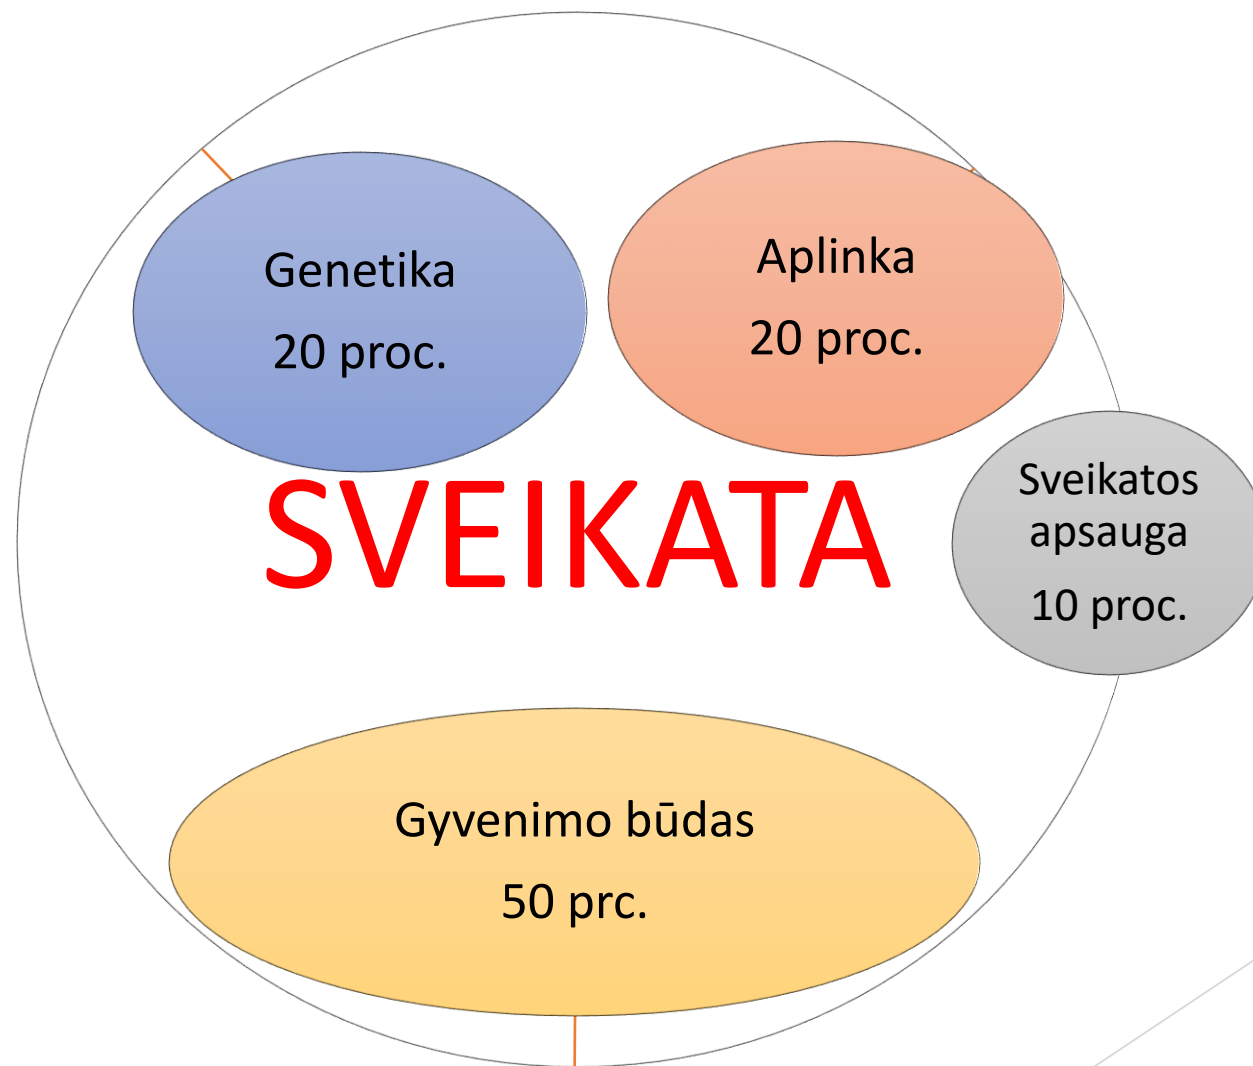 Genetika
20 proc.
Aplinka
20 proc.
SVEIKATA
Sveikatos
apsauga
10 proc.
Gyvenimo būdas
50 prc.